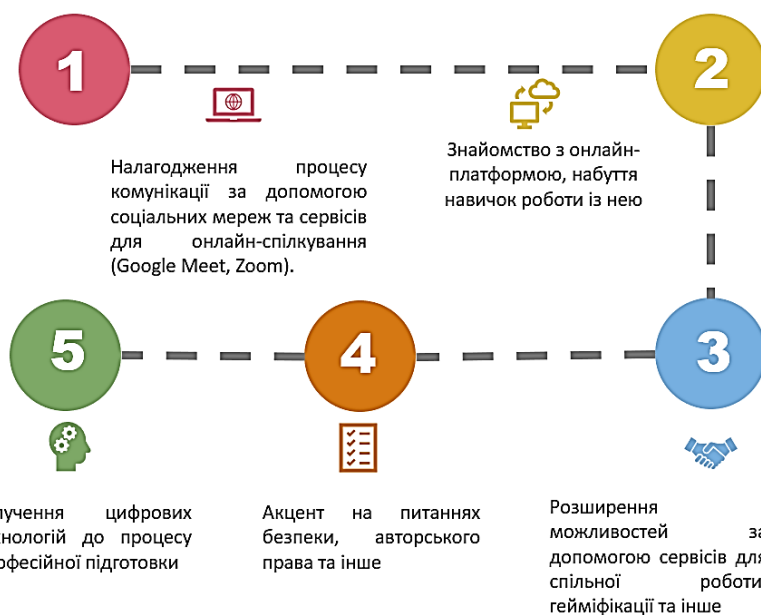 1
2
Налагодження процесу
комунікації за допомогою
соціальних мереж та сервісів
для онлайн-спілкування
(Google Meet, Zoom).
Знайомство з онлайн-
платформою, набуття
навичок роботи із нею
3
Розширення
можливостей за
допомогою сервісів для
спільної роботи
гейміфікації та інше
4
Акцент на питаннях
безпеки, авторського
права та інше
5
цифрових
до процесу
підготовки